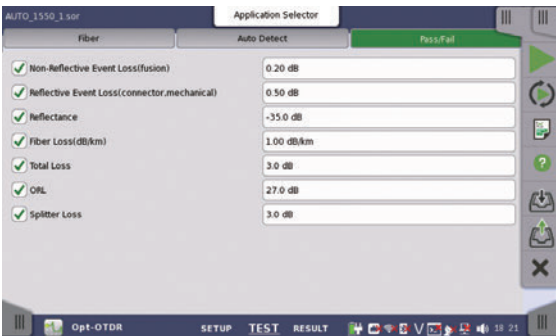 AUTO_1550_1.sor
Application Selector
Fiber
Auto Detect
Pass/Fail
Non-Reflective Event Loss(fusion)
0.20 dB
Reflective Event Loss(connector,mechanical)
0.50 dB
Reflectance
-35.0 dB
Fiber Loss(dB/km)
1.00 dB/km
Total Loss
3.0 dB
ORL
27.0 dB
Splitter Loss
3.0 dB
Opt-OTDR
SETUP TEST RESULT
18 21